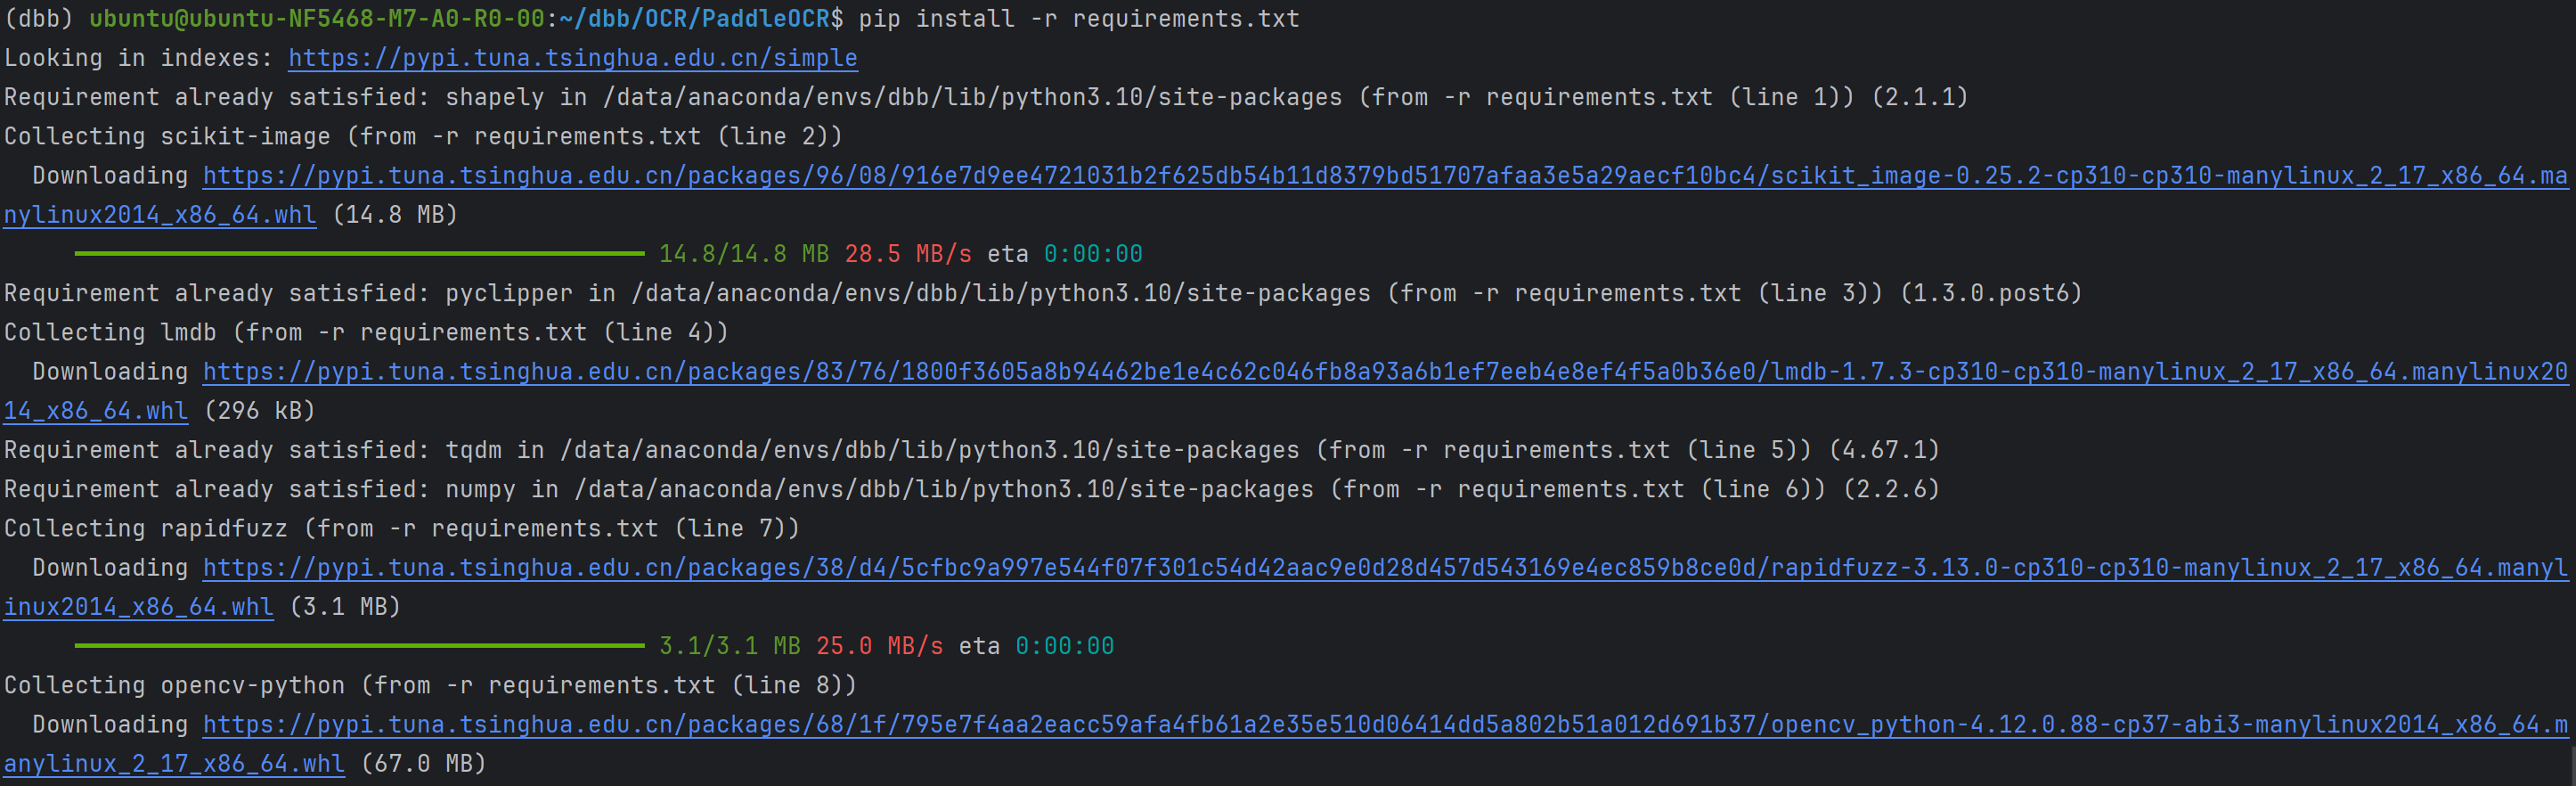 (dbb) ubuntu@ubuntu-NF5468-M7-A0-R0-00:~/dbb/OCR/PaddleOCR$ pip install -r requirements.txt
Looking in indexes: https://pypi.tuna.tsinghua.edu.cn/simple
Requirement already satisfied: shapely in /data/anaconda/envs/dbb/lib/python3.10/site-packages (from -r requirements.txt (line 1)) (2.1.1)
Collecting scikit-image (from -r requirements.txt (line 2))
  Downloading https://pypi.tuna.tsinghua.edu.cn/packages/96/08/916e7d9ee4721031b2f625db54b11d8379bd51707afaa3e5a29aecf10bc4/scikit_image-0.25.2-cp310-cp310-manylinux_2_17_x86_64.ma
nylinux2014_x86_64.whl (14.8 MB)
14.8/14.8 MB 28.5 MB/s eta 0:00:00
Requirement already satisfied: pyclipper in /data/anaconda/envs/dbb/lib/python3.10/site-packages (from -r requirements.txt (line 3)) (1.3.0.post6)
Collecting lmdb (from -r requirements.txt (line 4))
  Downloading https://pypi.tuna.tsinghua.edu.cn/packages/83/76/1800f3605a8b94462be1e4c62c046fb8a93a6b1ef7eeb4e8ef4f5a0b36e0/lmdb-1.7.3-cp310-cp310-manylinux_2_17_x86_64.manylinux20
14_x86_64.whl (296 kB)
Requirement already satisfied: tqdm in /data/anaconda/envs/dbb/lib/python3.10/site-packages (from -r requirements.txt (line 5)) (4.67.1)
Requirement already satisfied: numpy in /data/anaconda/envs/dbb/lib/python3.10/site-packages (from -r requirements.txt (line 6)) (2.2.6)
Collecting rapidfuzz (from -r requirements.txt (line 7))
  Downloading https://pypi.tuna.tsinghua.edu.cn/packages/38/d4/5cfbc9a997e544f07f301c54d42aac9e0d28d457d543169e4ec859b8ce0d/rapidfuzz-3.13.0-cp310-cp310-manylinux_2_17_x86_64.manyl
inux2014_x86_64.whl (3.1 MB)
3.1/3.1 MB 25.0 MB/s eta 0:00:00
Collecting opencv-python (from -r requirements.txt (line 8))
  Downloading https://pypi.tuna.tsinghua.edu.cn/packages/68/1f/795e7f4aa2eacc59afa4fb61a2e35e510d06414dd5a802b51a012d691b37/opencv_python-4.12.0.88-cp37-abi3-manylinux2014_x86_64.m
anylinux_2_17_x86_64.whl (67.0 MB)